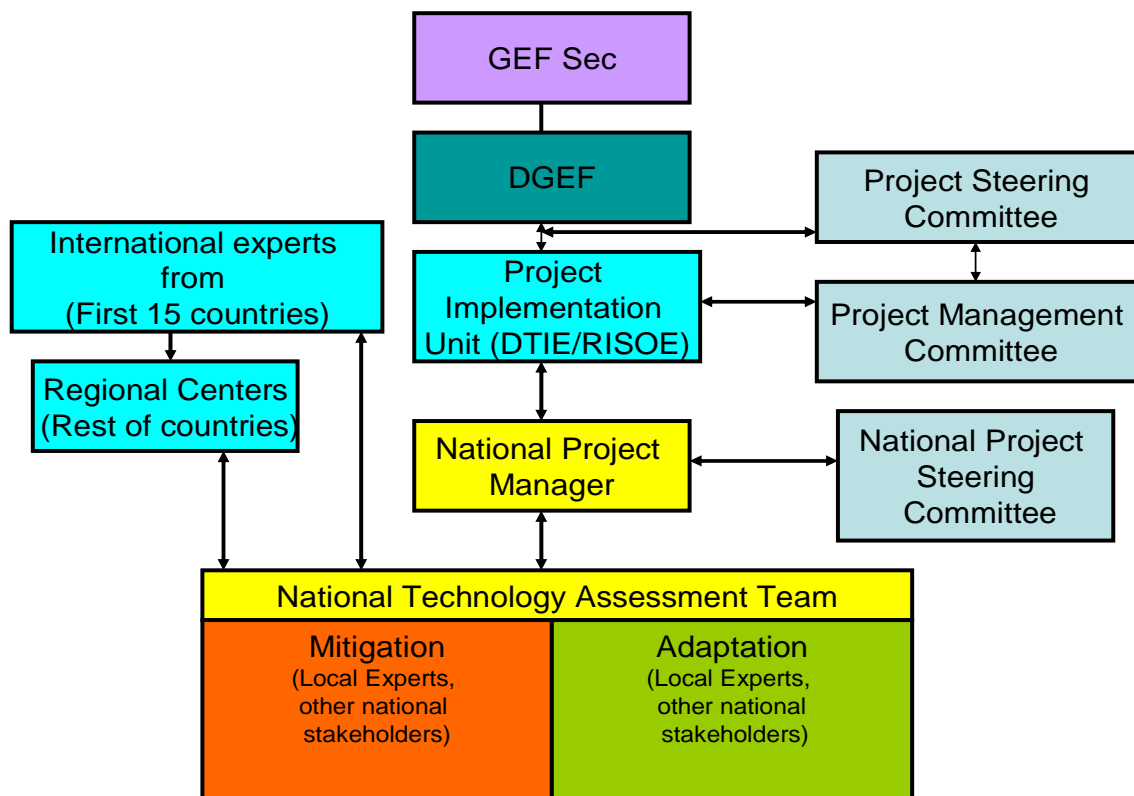 GEF Sec
DGEF
Project Steering
Committee
International experts
from
(First 15 countries)
Project
Implementation
Unit (DTIE/RISOE)
Project Management
Committee
Regional Centers
(Rest of countries)
National Project
Manager
National Project
Steering
Committee
National Technology Assessment Team
Mitigation
(Local Experts,
other national
stakeholders)
Adaptation
(Local Experts,
other national
stakeholders)